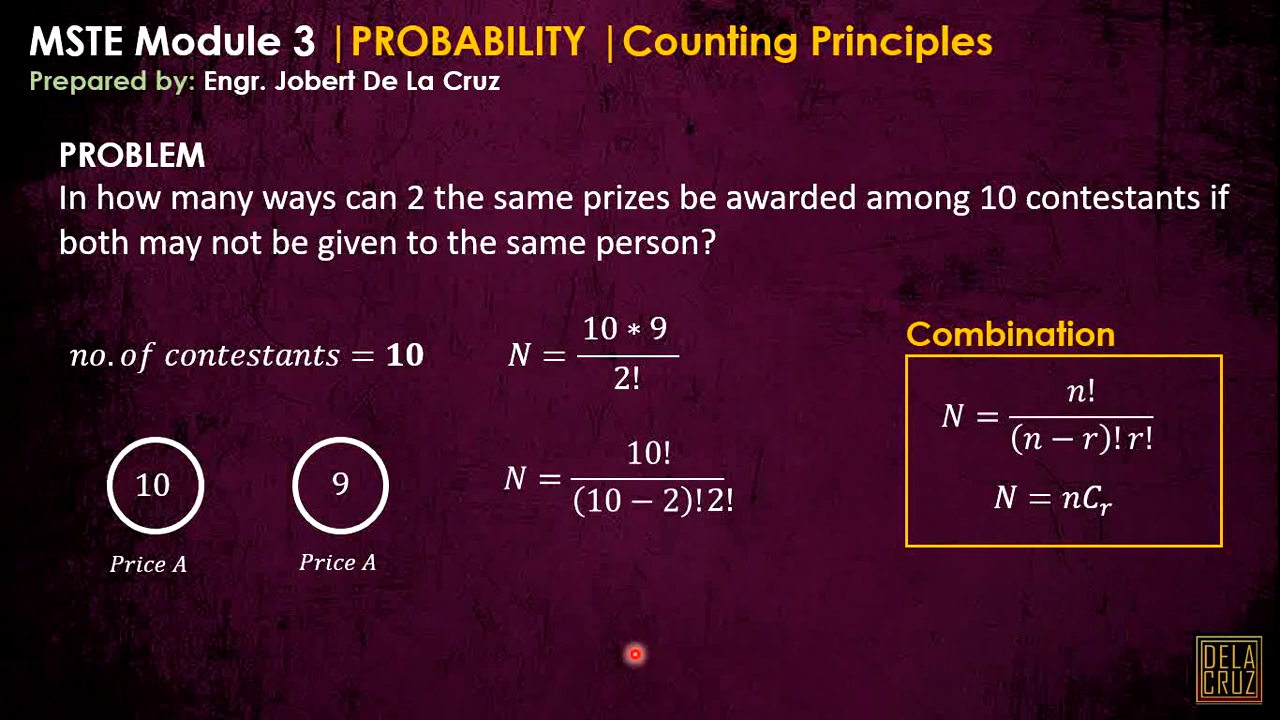 MSTE Module 3 |PROBABILITY |Counting Principles
Prepared by: Engr. Jobert De La Cruz
PROBLEM
In how many ways can 2 the same prizes be awarded among 10 contestants if
both may not be given to the same person?
no. of contestants = 10
10
Price A
9
Price A
N = 10 * 9 / 2!
N = 10! / (10 − 2)! 2!
Combination
N = n! / (n − r)! r!
N = nCᵣ
DELA
CRUZ